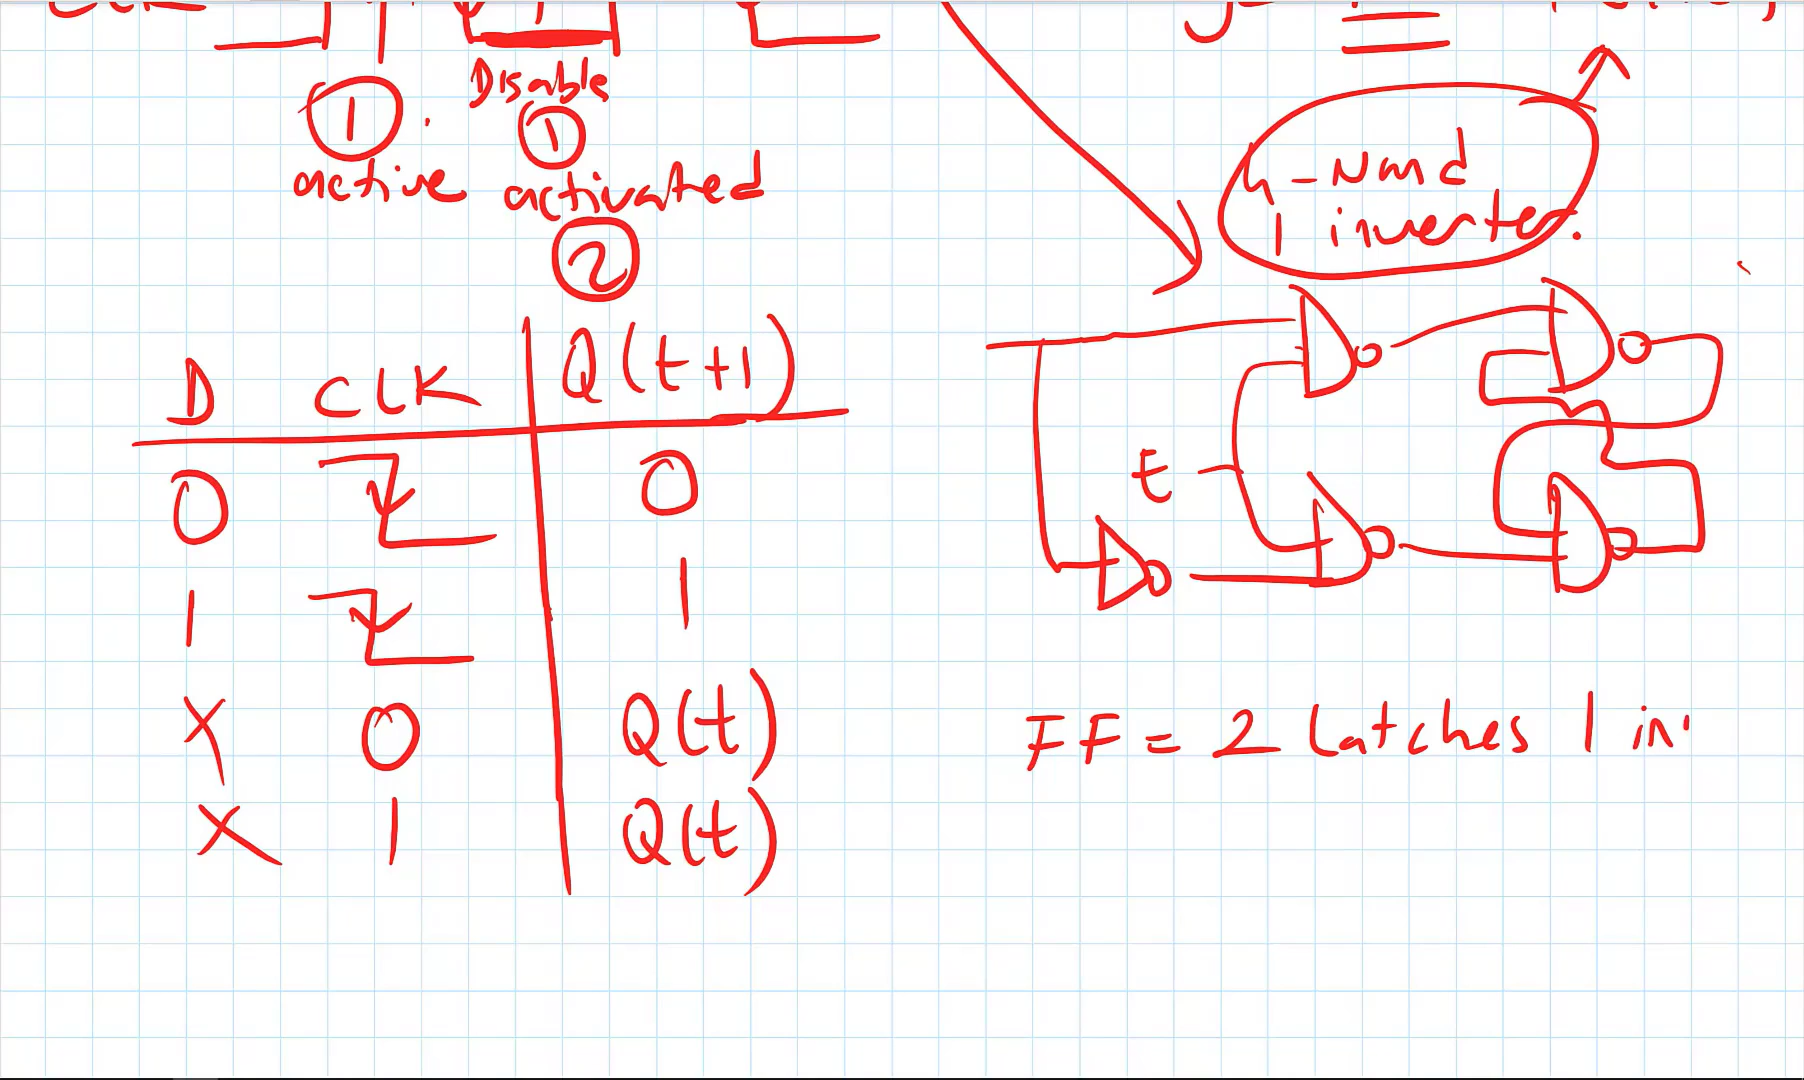 CLK
Disable
1 1
active activated
2
4-Nand
1 inverter.
D CLK Q(t+1)
0 0
1 1
X 0 Q(t)
X 1 Q(t)
E
FF = 2 Latches 1 in